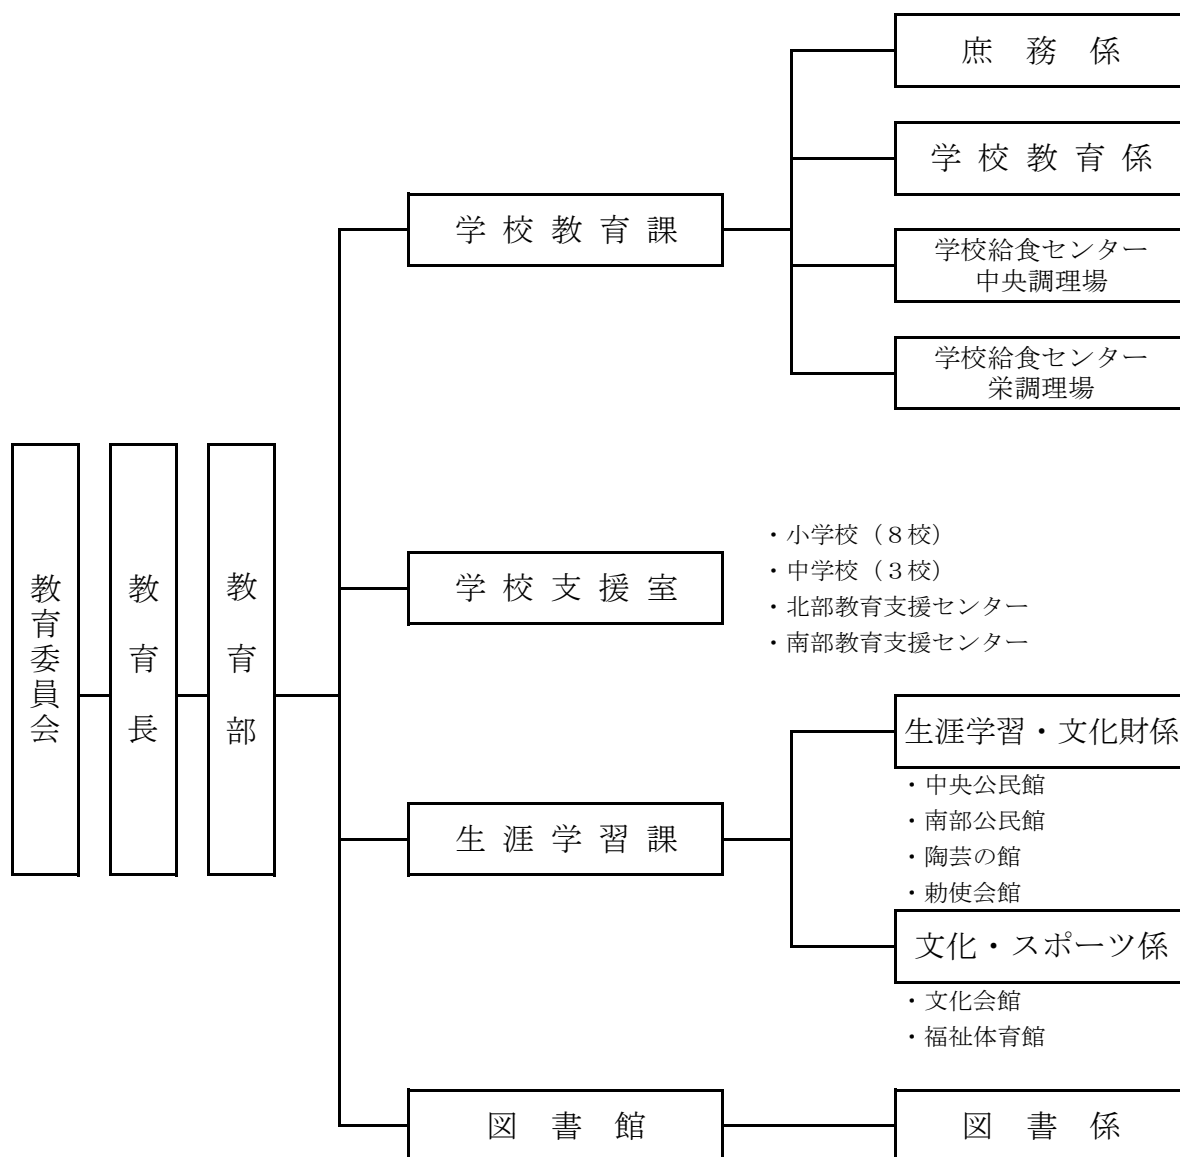 教育委員会
教育長
教育部
学校教育課
庶務係
学校教育係
学校給食センター
中央調理場
学校給食センター
栄調理場
学校支援室
・小学校（８校）
・中学校（３校）
・北部教育支援センター
・南部教育支援センター
生涯学習課
生涯学習・文化財係
・中央公民館
・南部公民館
・陶芸の館
・勅使会館
文化・スポーツ係
・文化会館
・福祉体育館
図書館
図書係